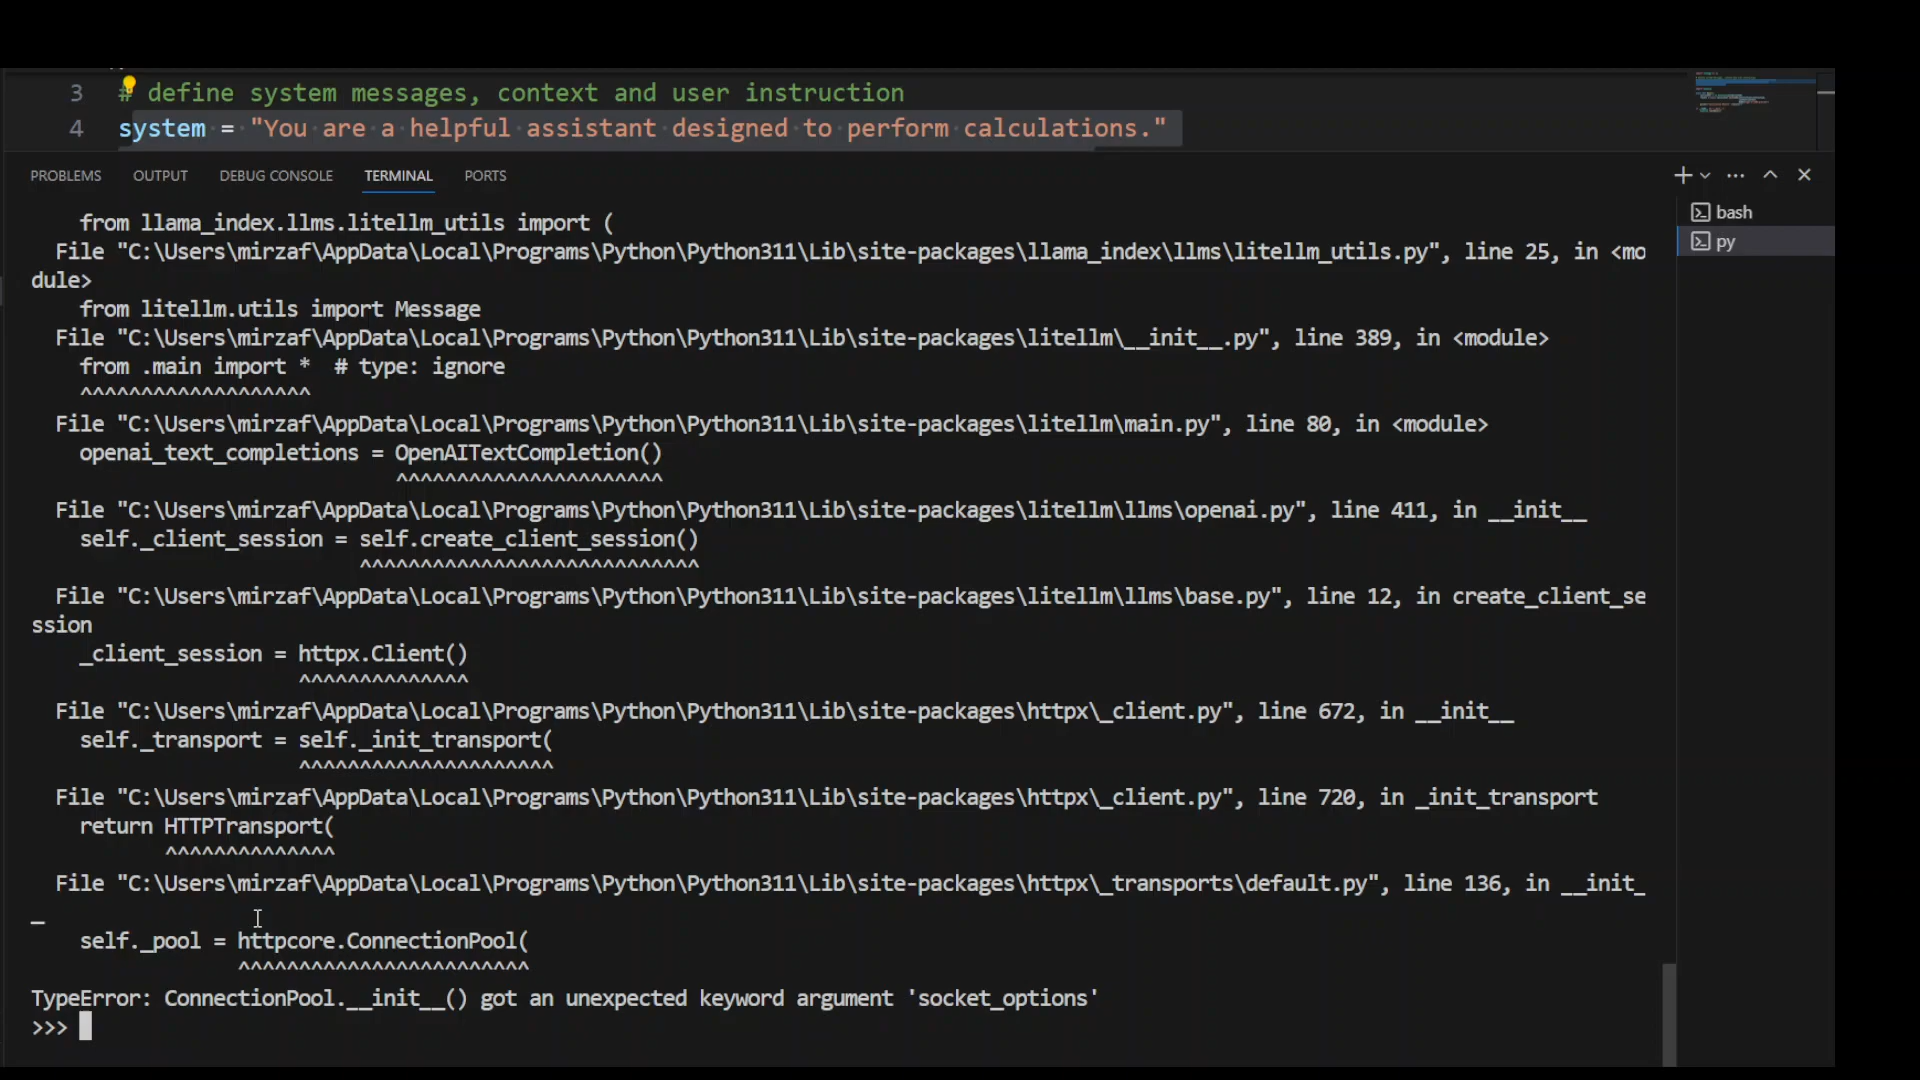 3 # define system messages, context and user instruction
4 system = "You are a helpful assistant designed to perform calculations."
PROBLEMS OUTPUT DEBUG CONSOLE TERMINAL PORTS
bash
py
from llama_index.llms.litellm_utils import (
File "C:\Users\mirzaf\AppData\Local\Programs\Python\Python311\Lib\site-packages\llama_index\llms\litellm_utils.py", line 25, in <mo
dule>
from litellm.utils import Message
File "C:\Users\mirzaf\AppData\Local\Programs\Python\Python311\Lib\site-packages\litellm\__init__.py", line 389, in <module>
from .main import *  # type: ignore
^^^^^^^^^^^^^^^^^^^
File "C:\Users\mirzaf\AppData\Local\Programs\Python\Python311\Lib\site-packages\litellm\main.py", line 80, in <module>
openai_text_completions = OpenAITextCompletion()
^^^^^^^^^^^^^^^^^^^^^^
File "C:\Users\mirzaf\AppData\Local\Programs\Python\Python311\Lib\site-packages\litellm\llms\openai.py", line 411, in __init__
self._client_session = self.create_client_session()
^^^^^^^^^^^^^^^^^^^^^^^^^^^^
File "C:\Users\mirzaf\AppData\Local\Programs\Python\Python311\Lib\site-packages\litellm\llms\base.py", line 12, in create_client_se
ssion
_client_session = httpx.Client()
^^^^^^^^^^^^^^
File "C:\Users\mirzaf\AppData\Local\Programs\Python\Python311\Lib\site-packages\httpx\_client.py", line 672, in __init__
self._transport = self._init_transport(
^^^^^^^^^^^^^^^^^^^^^
File "C:\Users\mirzaf\AppData\Local\Programs\Python\Python311\Lib\site-packages\httpx\_client.py", line 720, in _init_transport
return HTTPTransport(
^^^^^^^^^^^^^^
File "C:\Users\mirzaf\AppData\Local\Programs\Python\Python311\Lib\site-packages\httpx\_transports\default.py", line 136, in __init_
_
self._pool = httpcore.ConnectionPool(
^^^^^^^^^^^^^^^^^^^^^^^^
TypeError: ConnectionPool.__init__() got an unexpected keyword argument 'socket_options'
>>>